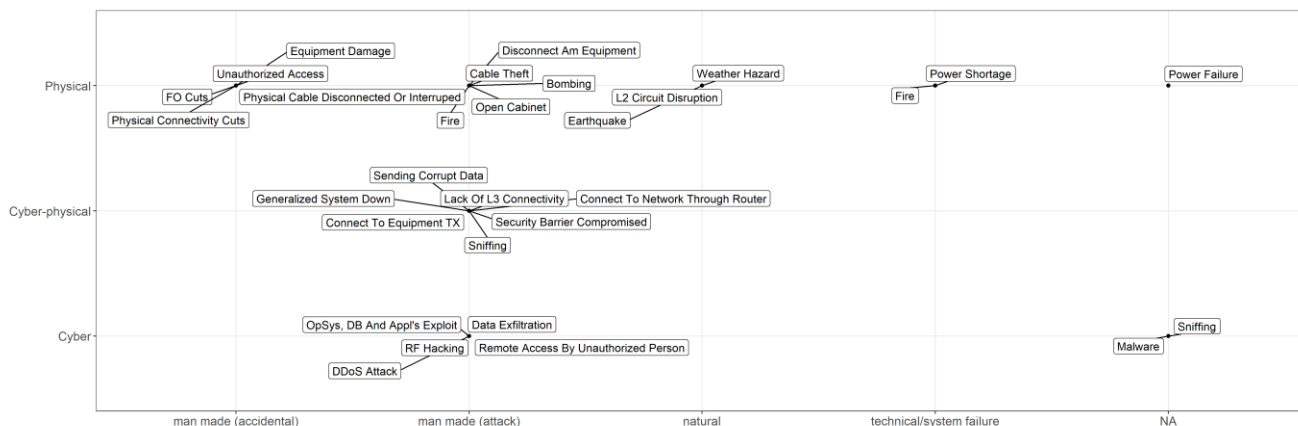 Equipment Damage
Disconnect Am Equipment
Unauthorized Access
Cable Theft
Weather Hazard
Power Shortage
Power Failure
Physical
Bombing
FO Cuts
Physical Cable Disconnected Or Interruped
L2 Circuit Disruption
Fire
Open Cabinet
Physical Connectivity Cuts
Fire
Earthquake
Sending Corrupt Data
Generalized System Down
Lack Of L3 Connectivity
Connect To Network Through Router
Cyber-physical
Connect To Equipment TX
Security Barrier Compromised
Sniffing
OpSys, DB And Appl's Exploit
Data Exfiltration
Sniffing
Cyber
RF Hacking
Remote Access By Unauthorized Person
Malware
DDoS Attack
man made (accidental)
man made (attack)
natural
technical/system failure
NA